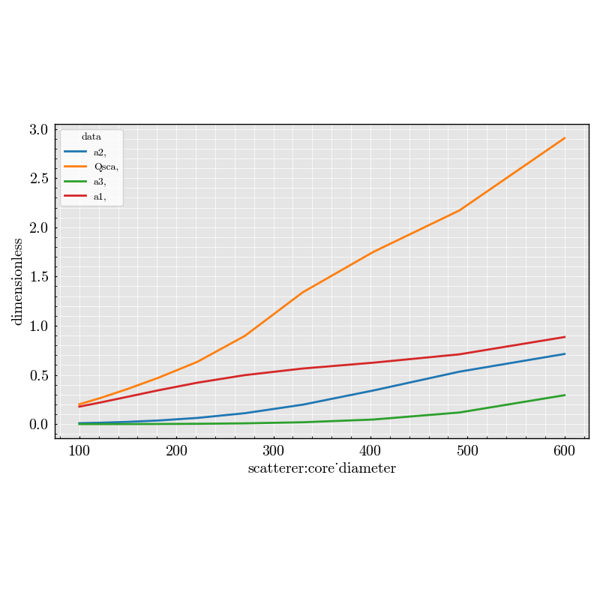 data
a2,
Qsca,
a3,
a1,
3.0
2.5
2.0
1.5
1.0
0.5
0.0
dimensionless
100 200 300 400 500 600
scatterer:core˙diameter